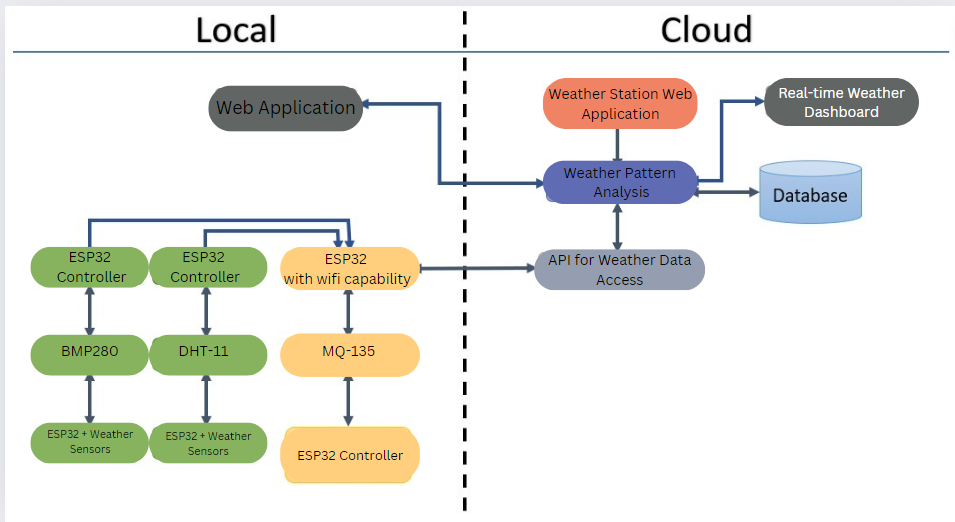 Local
Cloud
Web Application
Weather Station Web
Application
Real-time Weather
Dashboard
Weather Pattern
Analysis
Database
ESP32
Controller
ESP32
Controller
ESP32
with wifi capability
API for Weather Data
Access
BMP280
DHT-11
MQ-135
ESP32 + Weather
Sensors
ESP32 + Weather
Sensors
ESP32 Controller